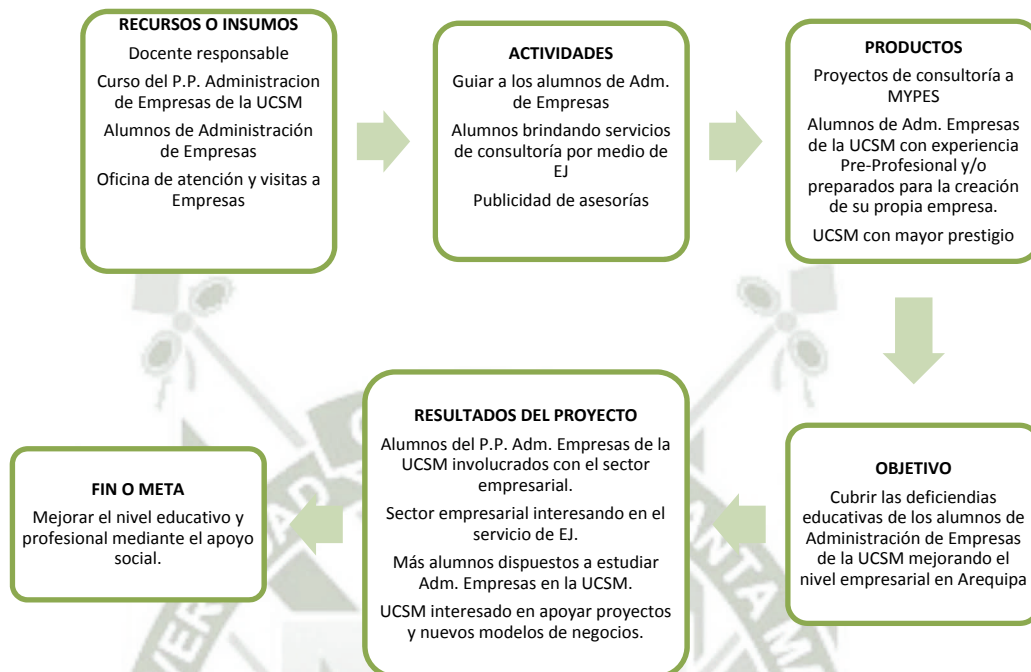 RECURSOS O INSUMOS
Docente responsable
Curso del P.P. Administracion
de Empresas de la UCSM
Alumnos de Administración
de Empresas
Oficina de atención y visitas a
Empresas
ACTIVIDADES
Guiar a los alumnos de Adm.
de Empresas
Alumnos brindando servicios
de consultoría por medio de
EJ
Publicidad de asesorías
PRODUCTOS
Proyectos de consultoría a
MYPES
Alumnos de Adm. Empresas
de la UCSM con experiencia
Pre-Profesional y/o
preparados para la creación
de su propia empresa.
UCSM con mayor prestigio
OBJETIVO
Cubrir las deficiendias
educativas de los alumnos de
Administración de Empresas
de la UCSM mejorando el
nivel empresarial en Arequipa
RESULTADOS DEL PROYECTO
Alumnos del P.P. Adm. Empresas de la
UCSM involucrados con el sector
empresarial.
Sector empresarial interesando en el
servicio de EJ.
Más alumnos dispuestos a estudiar
Adm. Empresas en la UCSM.
UCSM interesado en apoyar proyectos
y nuevos modelos de negocios.
FIN O META
Mejorar el nivel educativo y
profesional mediante el apoyo
social.